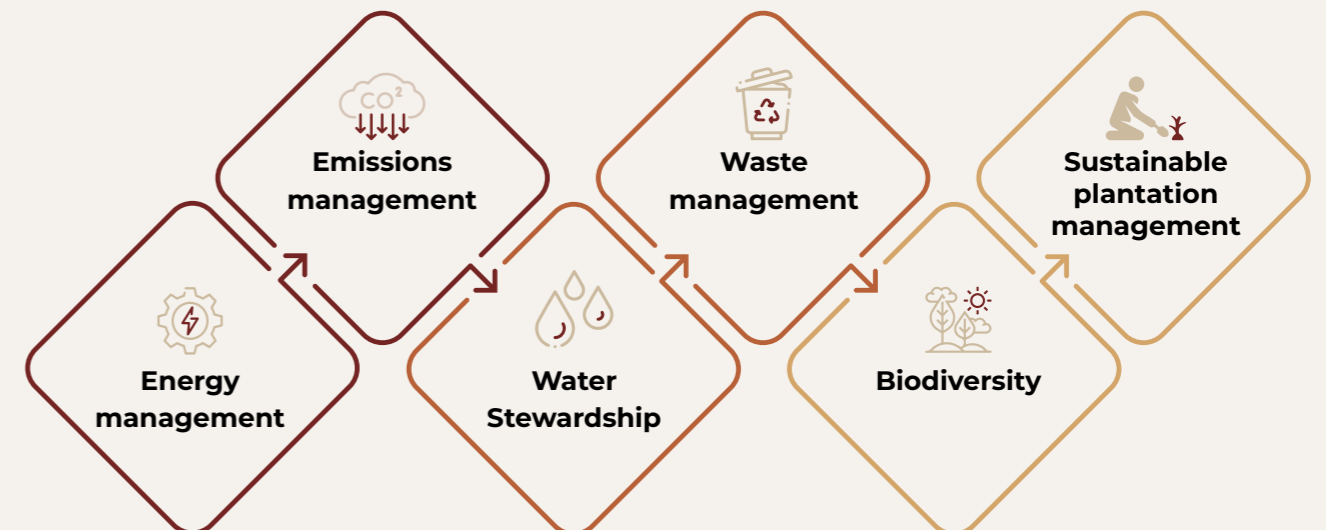 CO²
Emissions
management
Waste
management
Sustainable
plantation
management
Energy
management
Water
Stewardship
Biodiversity